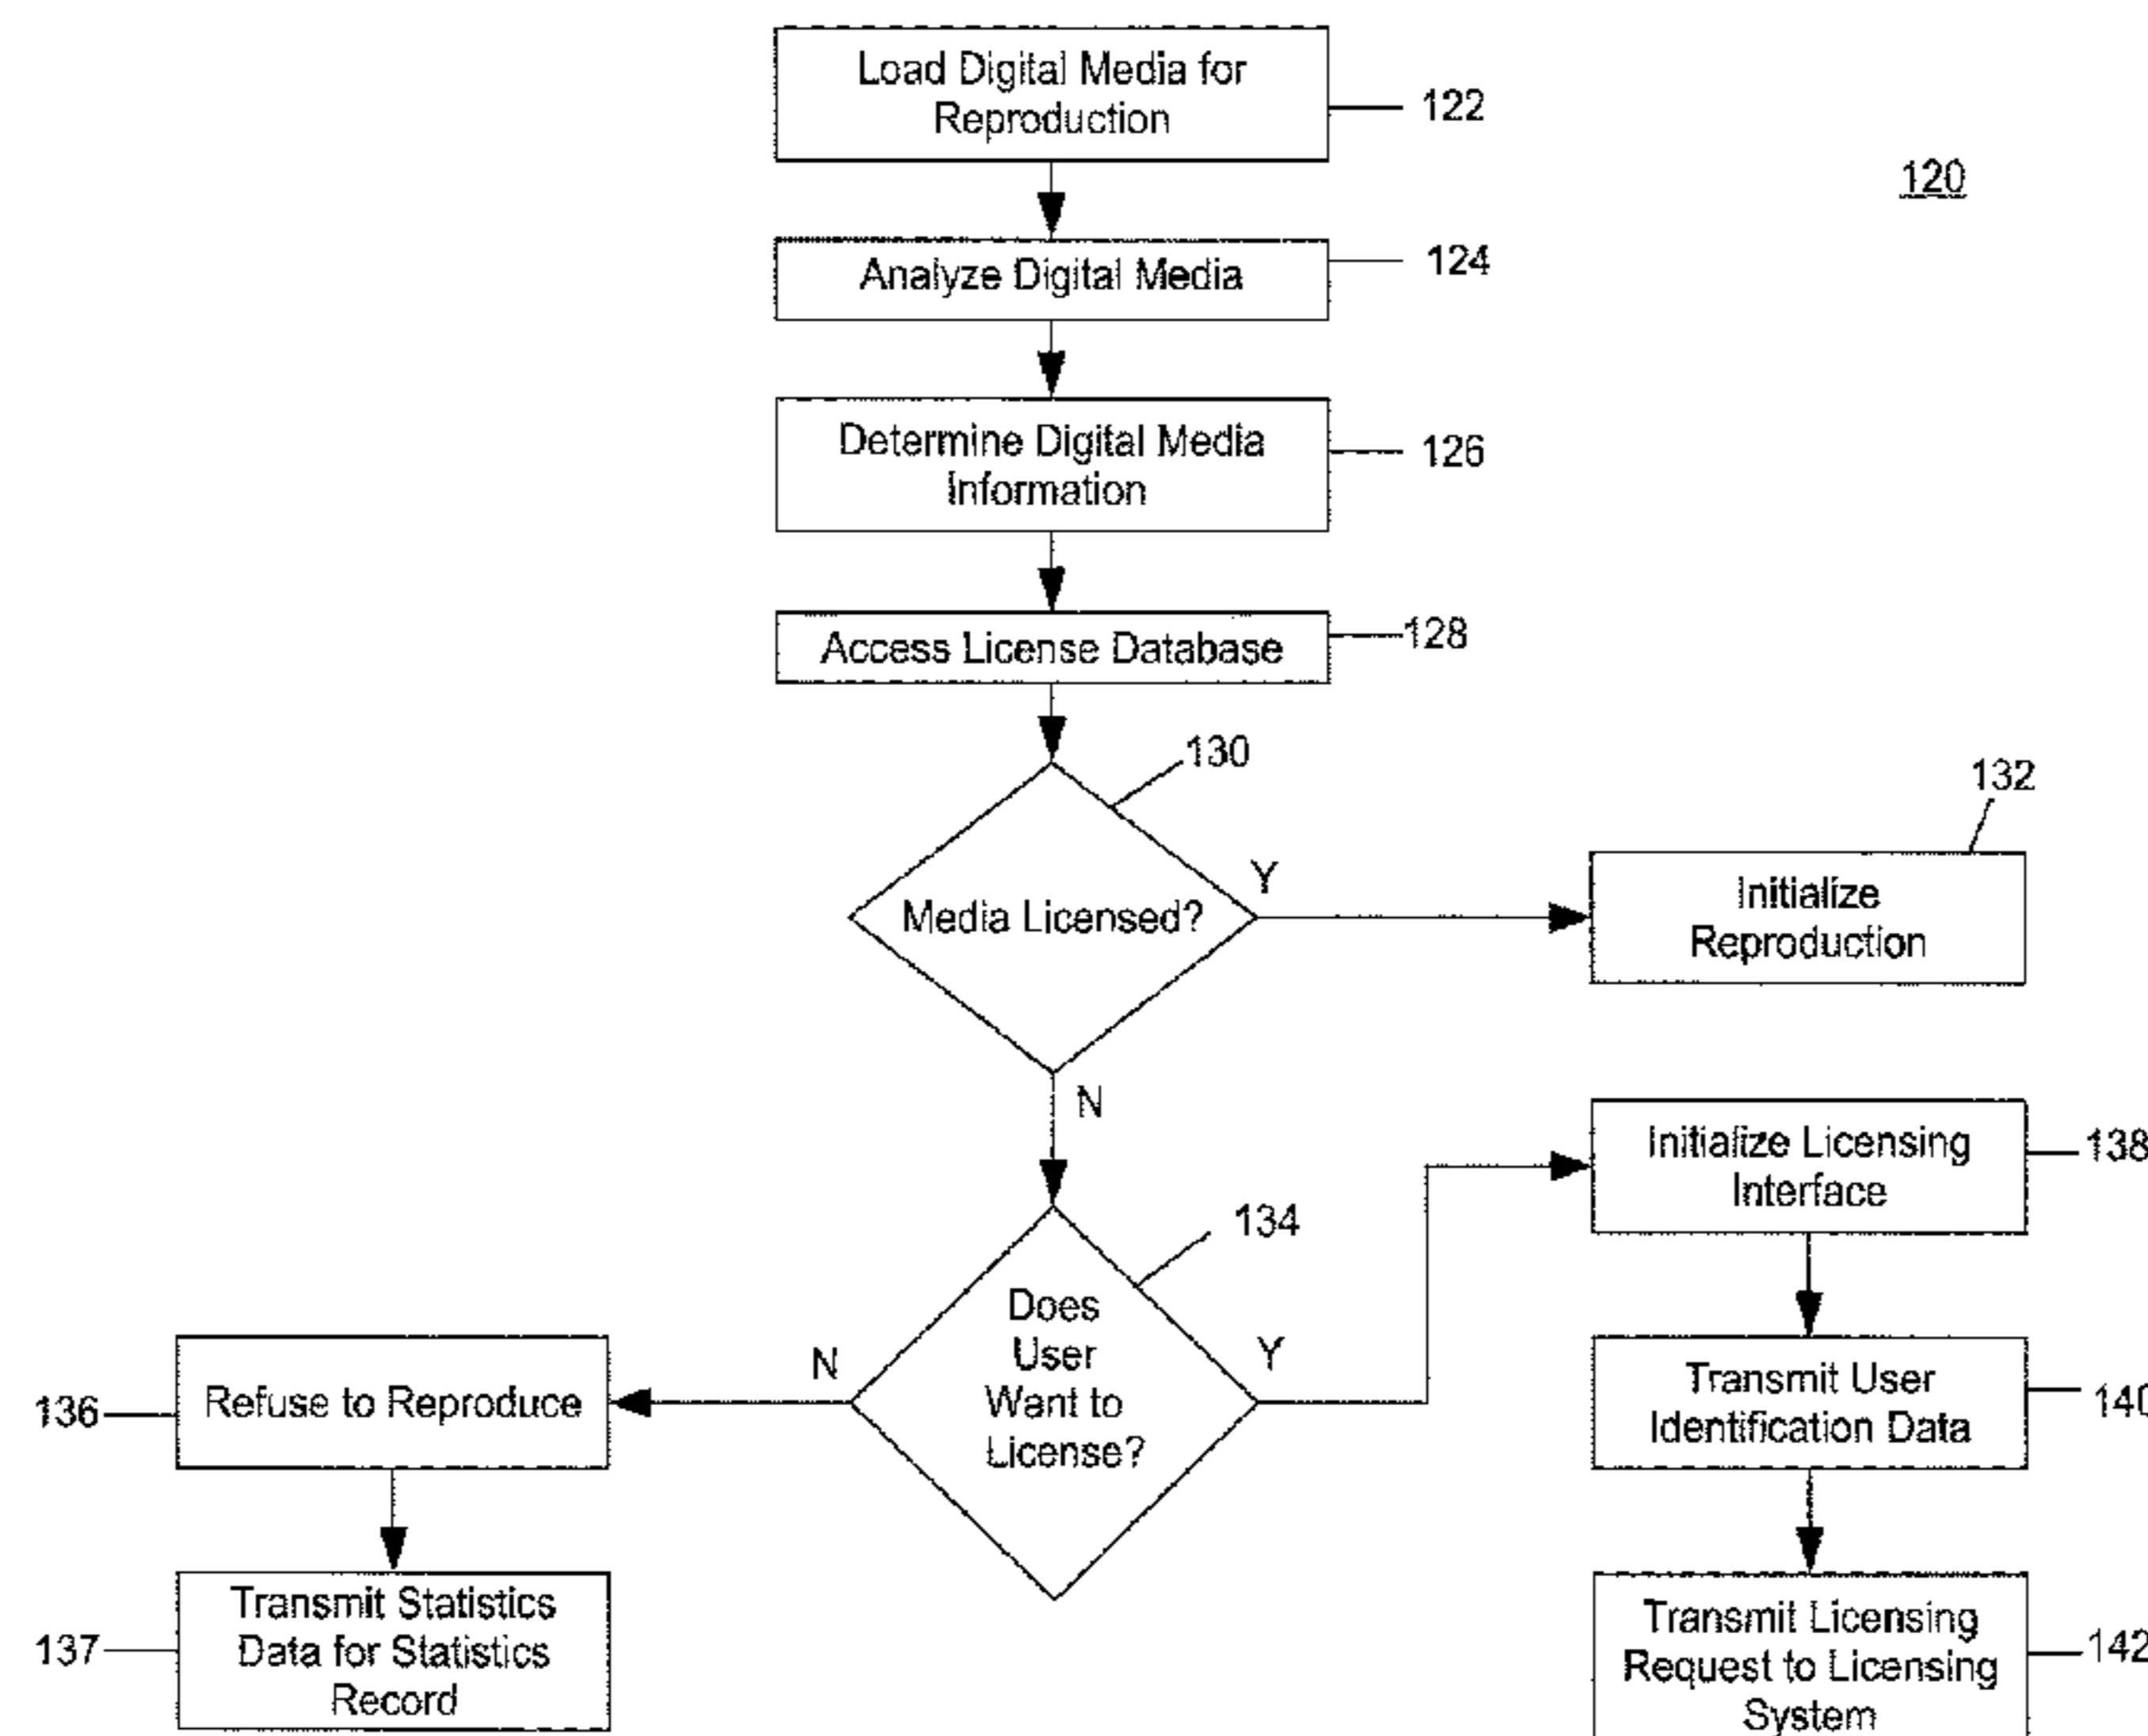 Load Digital Media for
Reproduction
122
120
Analyze Digital Media
124
Determine Digital Media
Information
126
Access License Database
128
130
Media Licensed?
Y
132
Initialize
Reproduction
N
134
Does
User
Want to
License?
N
Y
136
Refuse to Reproduce
137
Transmit Statistics
Data for Statistics
Record
Initialize Licensing
Interface
138
Transmit User
Identification Data
140
Transmit Licensing
Request to Licensing
System
142